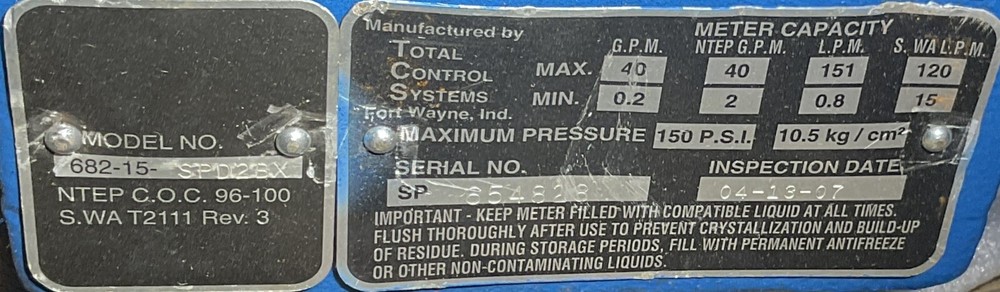 MODEL NO.
682-15- SPD2BX
NTEP C.O.C. 96-100
S.WA T2111 Rev. 3
Manufactured by
TOTAL
CONTROL
SYSTEMS
Fort Wayne, Ind.
METER CAPACITY
G.P.M. NTEP G.P.M. L.P.M. S. WA L.P.M.
MAX. 40 40 151 120
MIN. 0.2 2 0.8 15
MAXIMUM PRESSURE 150 P.S.I. 10.5 kg / cm²
SERIAL NO. INSPECTION DATE
SP 04-13-07
IMPORTANT - KEEP METER FILLED WITH COMPATIBLE LIQUID AT ALL TIMES.
FLUSH THOROUGHLY AFTER USE TO PREVENT CRYSTALLIZATION AND BUILD-UP
OF RESIDUE. DURING STORAGE PERIODS, FILL WITH PERMANENT ANTIFREEZE
OR OTHER NON-CONTAMINATING LIQUIDS.